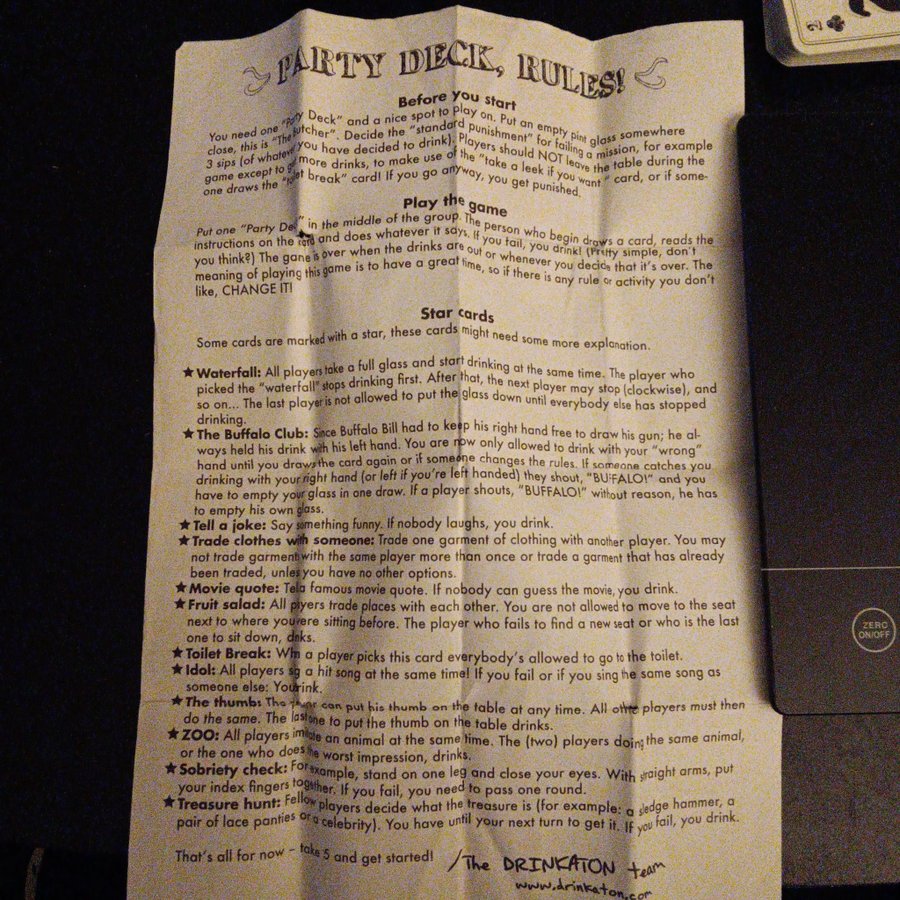 PARTY DECK, RULES!
Before you start
You need one "Party Deck" and a nice spot to play on. Put an empty pint glass somewhere
close, this is "The Butcher". Decide the "standard punishment" for failing a mission, for example
3 sips (of whatever you have decided to drink). Players should NOT leave the table during the
game except to get more drinks, to make use of the "take a leek if you want" card, or if some-
one draws the "toilet break" card! If you go anyway, you get punished.
Play the game
Put one "Party Deck" in the middle of the group. The person who begin draws a card, reads the
instructions on the card and does whatever it says. If you fail, you drink! (Pretty simple, don't
you think?) The game is over when the drinks are out or whenever you decide that it's over. The
meaning of playing this game is to have a great time, so if there is any rule or activity you don't
like, CHANGE IT!
Star cards
Some cards are marked with a star, these cards might need some more explanation.
★ Waterfall: All players take a full glass and start drinking at the same time. The player who
picked the "waterfall" stops drinking first. After that, the next player may stop (clockwise), and
so on... The last player is not allowed to put the glass down until everybody else has stopped
drinking.
★ The Buffalo Club: Since Buffalo Bill had to keep his right hand free to draw his gun; he al-
ways held his drink with his left hand. You are now only allowed to drink with your "wrong"
hand until you draws the card again or if someone changes the rules. If someone catches you
drinking with your right hand (or left if you're left handed) they shout, "BUFFALO!" and you
have to empty your glass in one draw. If a player shouts, "BUFFALO!" without reason, he has
to empty his own glass.
★ Tell a joke: Say something funny. If nobody laughs, you drink.
★ Trade clothes with someone: Trade one garment of clothing with another player. You may
not trade garment with the same player more than once or trade a garment that has already
been traded, unless you have no other options.
★ Movie quote: Tell a famous movie quote. If nobody can guess the movie, you drink.
★ Fruit salad: All players trade places with each other. You are not allowed to move to the seat
next to where you were sitting before. The player who fails to find a new seat or who is the last
one to sit down, drinks.
★ Toilet Break: When a player picks this card everybody's allowed to go to the toilet.
★ Idol: All players sing a hit song at the same time! If you fail or if you sing the same song as
someone else: You drink.
★ The thumb: The can put his thumb on the table at any time. All other players must then
do the same. The last one to put the thumb on the table drinks.
★ ZOO: All players imitate an animal at the same time. The (two) players doing the same animal,
or the one who does the worst impression, drinks.
★ Sobriety check: For example, stand on one leg and close your eyes. With straight arms, put
your index fingers together. If you fail, you need to pass one round.
★ Treasure hunt: Fellow players decide what the treasure is (for example: a sledge hammer, a
pair of lace panties or a celebrity). You have until your next turn to get it. If you fail, you drink.
That's all for now – take 5 and get started!
/The DRINKATON team
www.drinkaton.com
2
ZERO
ON/OFF